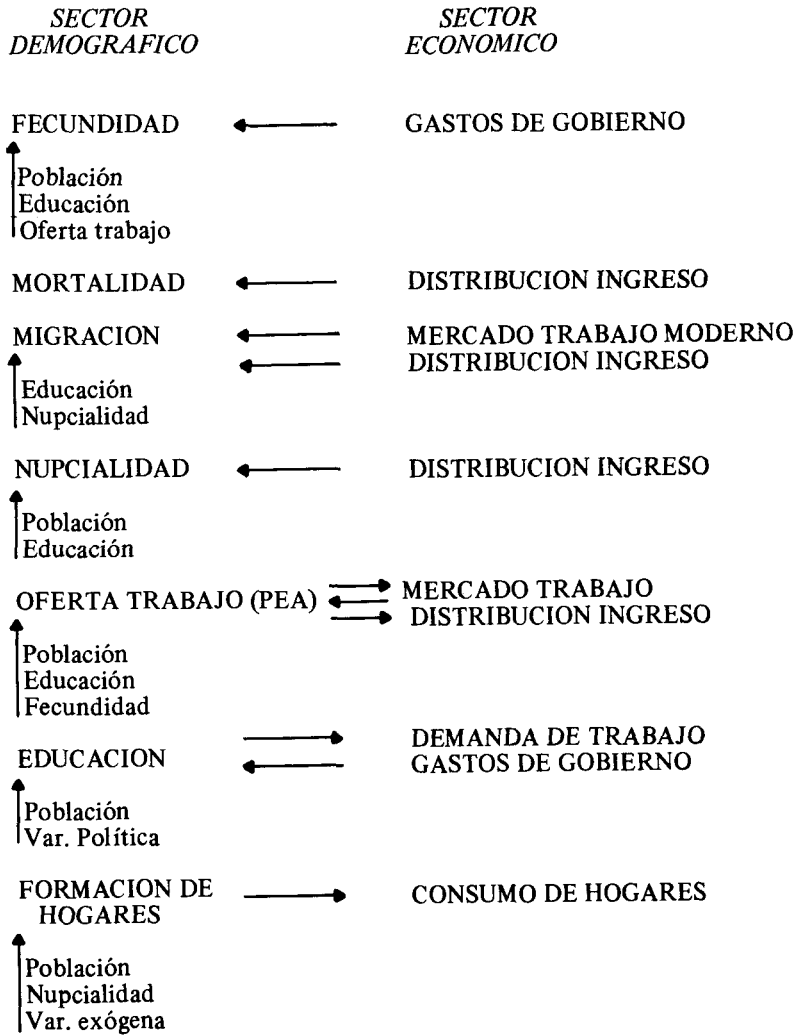 SECTOR DEMOGRAFICO
SECTOR ECONOMICO
FECUNDIDAD GASTOS DE GOBIERNO
Población
Educación
Oferta trabajo
MORTALIDAD DISTRIBUCION INGRESO
MIGRACION MERCADO TRABAJO MODERNO
DISTRIBUCION INGRESO
Educación
Nupcialidad
NUPCIALIDAD DISTRIBUCION INGRESO
Población
Educación
OFERTA TRABAJO (PEA) MERCADO TRABAJO
DISTRIBUCION INGRESO
Población
Educación
Fecundidad
DEMANDA DE TRABAJO
EDUCACION GASTOS DE GOBIERNO
Población
Var. Política
FORMACION DE CONSUMO DE HOGARES
HOGARES
Población
Nupcialidad
Var. exógena